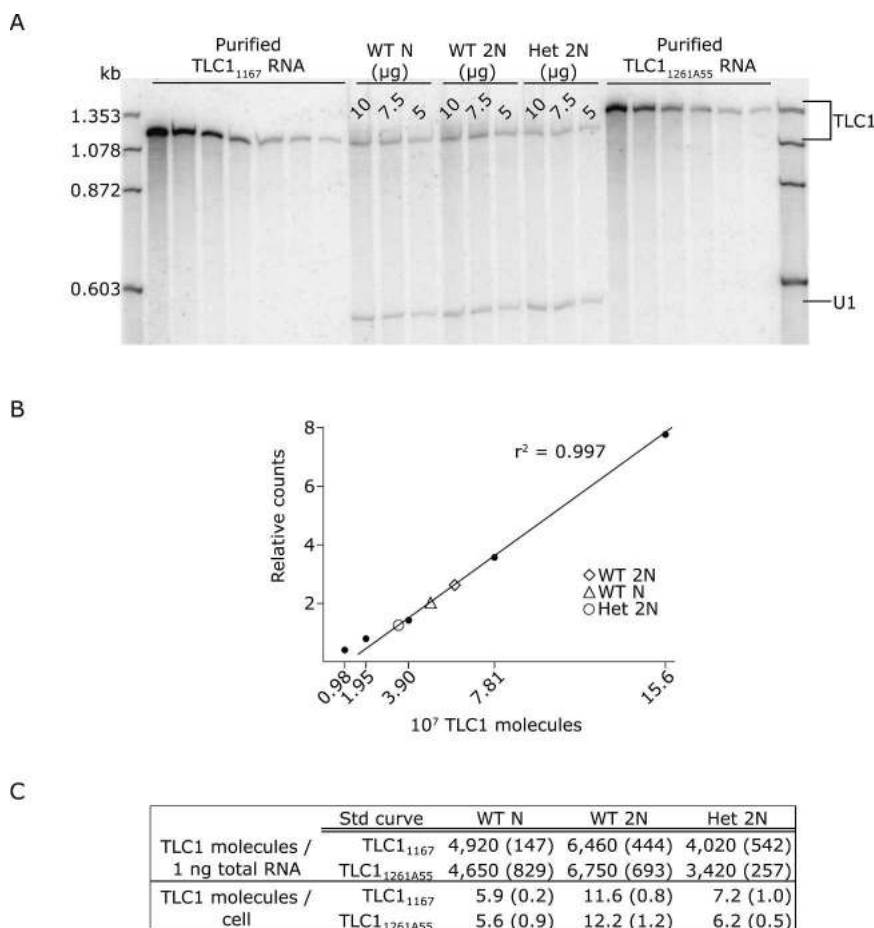 A
Purified
TLC1₁₁₆₇ RNA
WT N
(µg)
WT 2N
(µg)
Het 2N
(µg)
Purified
TLC1₁₂₆₁A₅₅ RNA
kb
10 7.5 5 10 7.5 5 10 7.5 5
1.353
1.078
0.872
0.603
TLC1
U1
B
Relative counts
8
6
4
2
r² = 0.997
WT 2N
WT N
Het 2N
0.98 1.95 3.90 7.81 15.6
10⁷ TLC1 molecules
C
Std curve WT N WT 2N Het 2N
TLC1 molecules / 1 ng total RNA
TLC1₁₁₆₇ 4,920 (147) 6,460 (444) 4,020 (542)
TLC1₁₂₆₁A₅₅ 4,650 (829) 6,750 (693) 3,420 (257)
TLC1 molecules / cell
TLC1₁₁₆₇ 5.9 (0.2) 11.6 (0.8) 7.2 (1.0)
TLC1₁₂₆₁A₅₅ 5.6 (0.9) 12.2 (1.2) 6.2 (0.5)